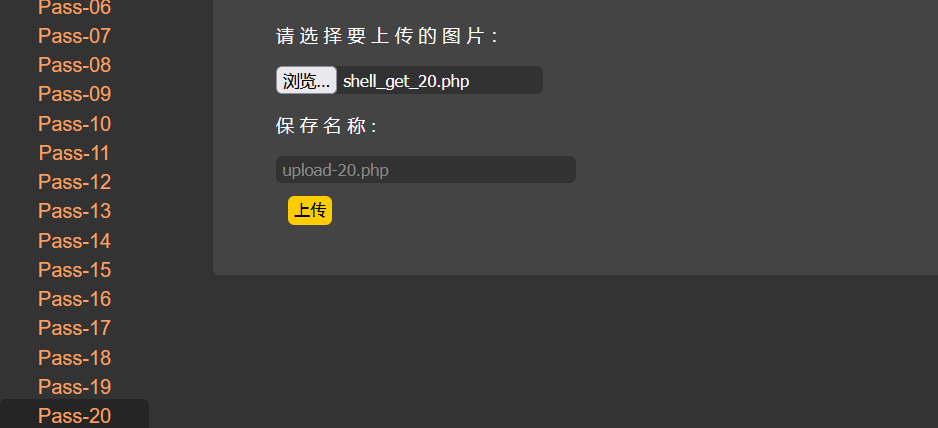 Pass-06
Pass-07
Pass-08
Pass-09
Pass-10
Pass-11
Pass-12
Pass-13
Pass-14
Pass-15
Pass-16
Pass-17
Pass-18
Pass-19
Pass-20
请选择要上传的图片：
浏览... shell_get_20.php
保存名称：
upload-20.php
上传